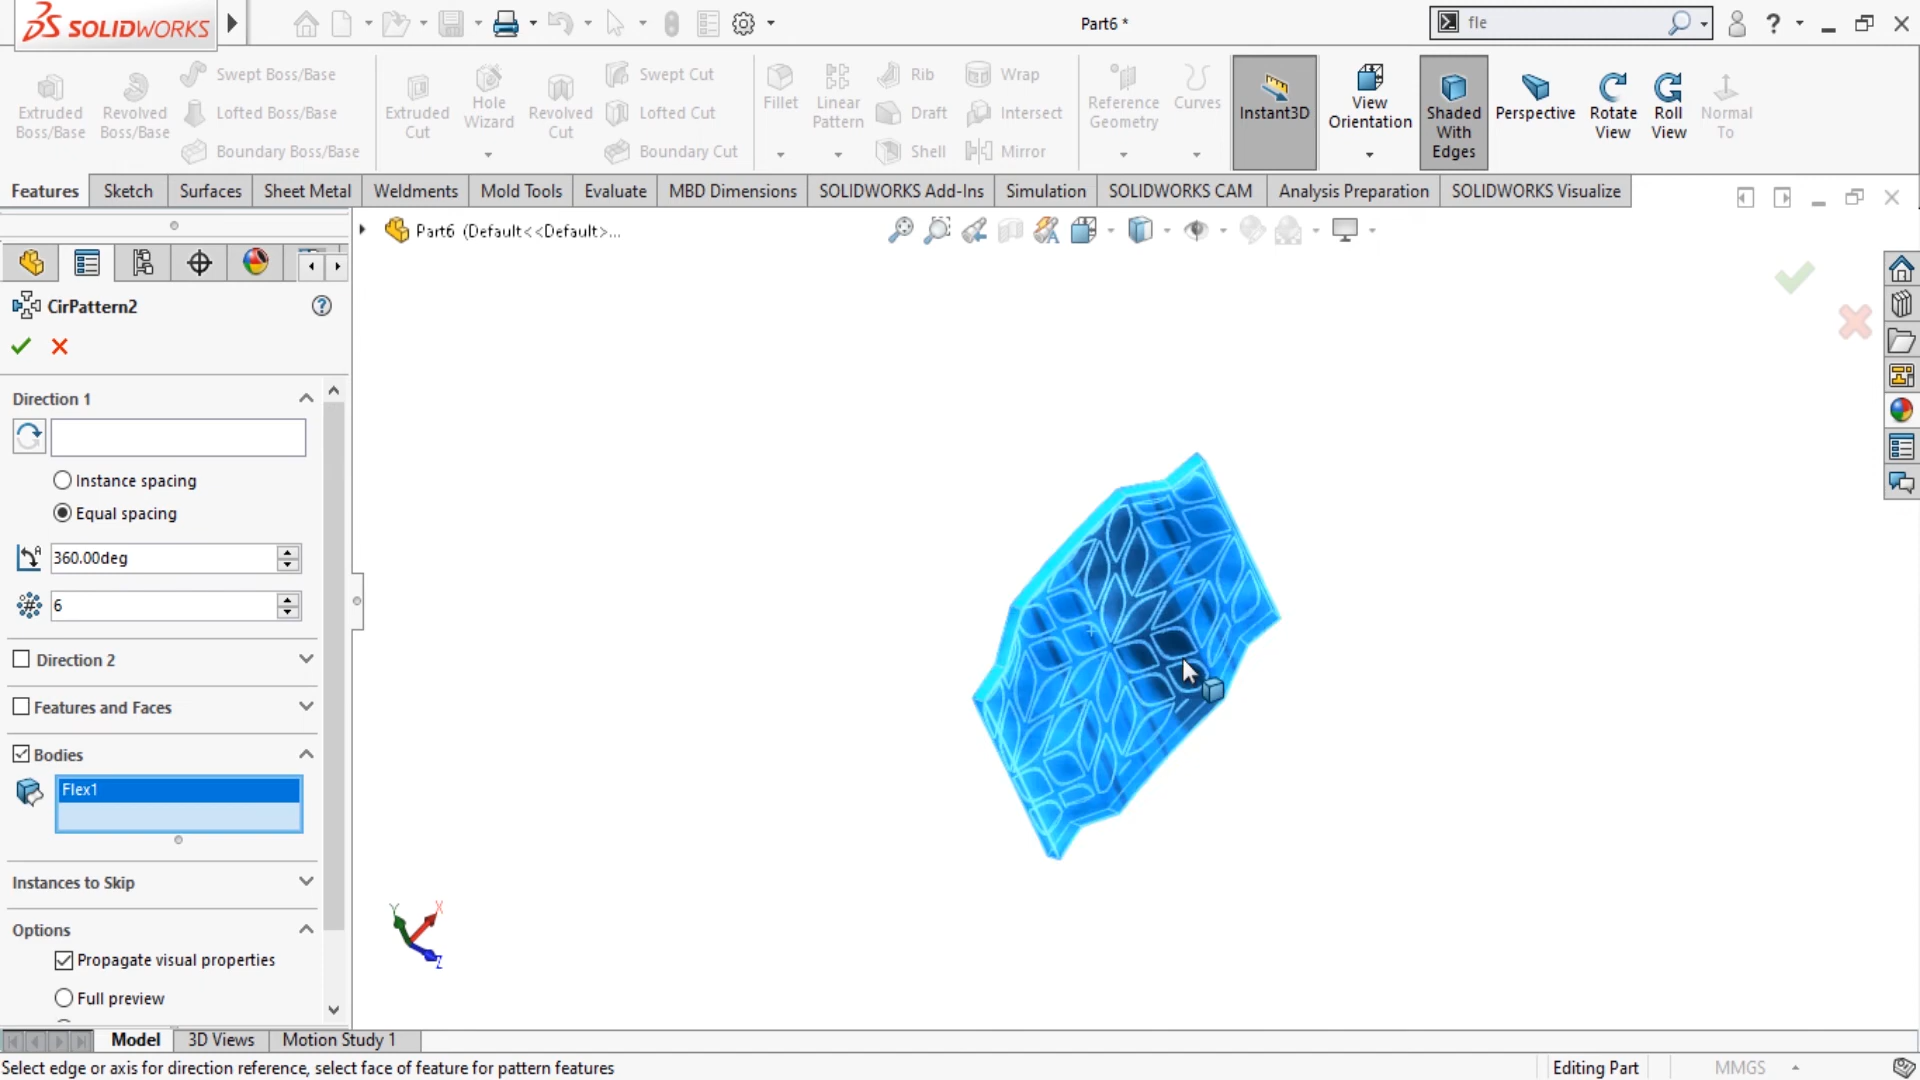 SOLIDWORKS
Part6 *
fle
Extruded Boss/Base
Revolved Boss/Base
Swept Boss/Base
Lofted Boss/Base
Boundary Boss/Base
Extruded Cut
Hole Wizard
Revolved Cut
Swept Cut
Lofted Cut
Boundary Cut
Fillet
Linear Pattern
Rib
Draft
Shell
Wrap
Intersect
Mirror
Reference Geometry
Curves
Instant3D
View Orientation
Shaded With Edges
Perspective
Rotate View
Roll View
Normal To
Features
Sketch
Surfaces
Sheet Metal
Weldments
Mold Tools
Evaluate
MBD Dimensions
SOLIDWORKS Add-Ins
Simulation
SOLIDWORKS CAM
Analysis Preparation
SOLIDWORKS Visualize
Part6 (Default<<Default>...
CirPattern2
Direction 1
Instance spacing
Equal spacing
360.00deg
6
Direction 2
Features and Faces
Bodies
Flex1
Instances to Skip
Options
Propagate visual properties
Full preview
Y
X
Z
Model
3D Views
Motion Study 1
Select edge or axis for direction reference, select face of feature for pattern features
Editing Part
MMGS